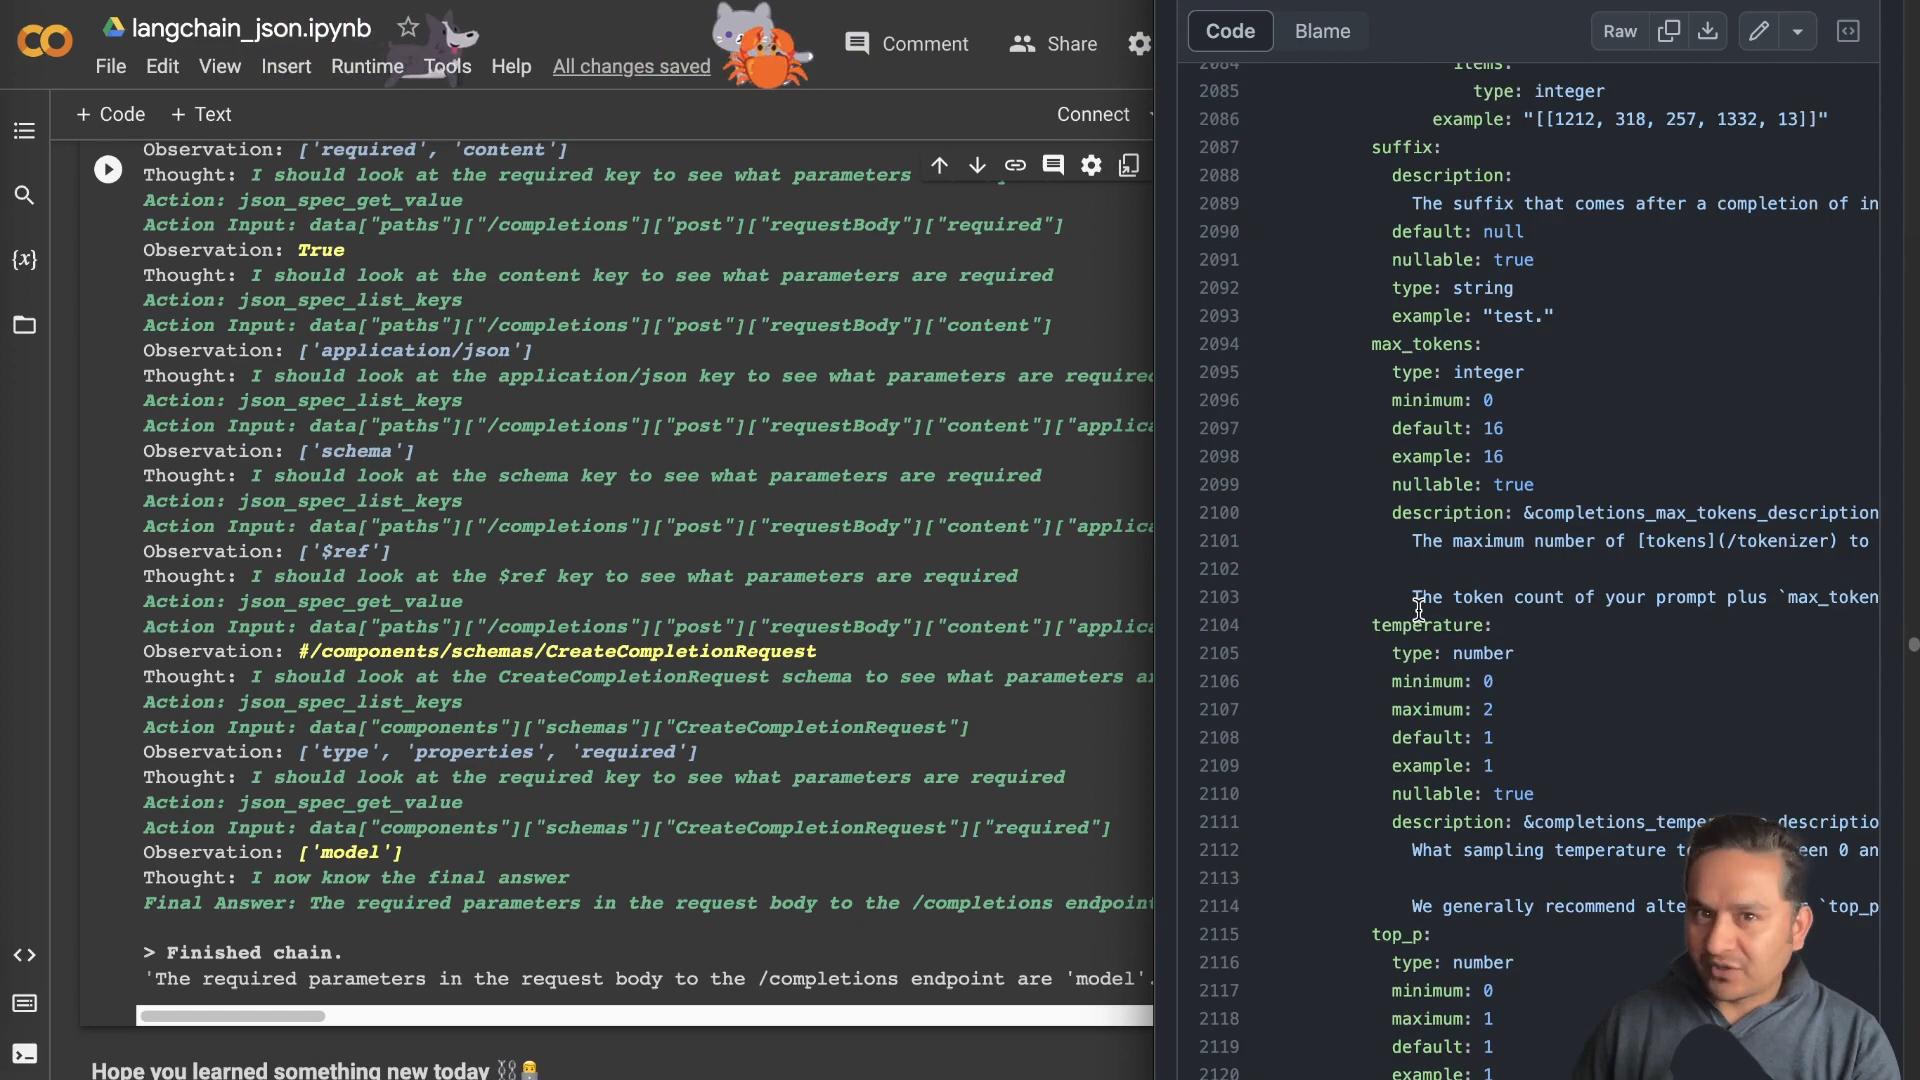 langchain_json.ipynb
Comment
Share
File Edit View Insert Runtime Tools Help All changes saved
+ Code + Text
Connect
Observation: ['required', 'content']
Thought: I should look at the required key to see what parameters
Action: json_spec_get_value
Action Input: data["paths"]["/completions"]["post"]["requestBody"]["required"]
Observation: True
Thought: I should look at the content key to see what parameters are required
Action: json_spec_list_keys
Action Input: data["paths"]["/completions"]["post"]["requestBody"]["content"]
Observation: ['application/json']
Thought: I should look at the application/json key to see what parameters are required
Action: json_spec_list_keys
Action Input: data["paths"]["/completions"]["post"]["requestBody"]["content"]["applica
Observation: ['schema']
Thought: I should look at the schema key to see what parameters are required
Action: json_spec_list_keys
Action Input: data["paths"]["/completions"]["post"]["requestBody"]["content"]["applica
Observation: ['$ref']
Thought: I should look at the $ref key to see what parameters are required
Action: json_spec_get_value
Action Input: data["paths"]["/completions"]["post"]["requestBody"]["content"]["applica
Observation: #/components/schemas/CreateCompletionRequest
Thought: I should look at the CreateCompletionRequest schema to see what parameters a
Action: json_spec_list_keys
Action Input: data["components"]["schemas"]["CreateCompletionRequest"]
Observation: ['type', 'properties', 'required']
Thought: I should look at the required key to see what parameters are required
Action: json_spec_get_value
Action Input: data["components"]["schemas"]["CreateCompletionRequest"]["required"]
Observation: ['model']
Thought: I now know the final answer
Final Answer: The required parameters in the request body to the /completions endpoint
> Finished chain.
'The required parameters in the request body to the /completions endpoint are 'model'.
Hope you learned something new today
Code Blame
Raw
2084 items:
2085 type: integer
2086 example: "[[1212, 318, 257, 1332, 13]]"
2087 suffix:
2088 description:
2089 The suffix that comes after a completion of in
2090 default: null
2091 nullable: true
2092 type: string
2093 example: "test."
2094 max_tokens:
2095 type: integer
2096 minimum: 0
2097 default: 16
2098 example: 16
2099 nullable: true
2100 description: &completions_max_tokens_description
2101 The maximum number of [tokens](/tokenizer) to
2102
2103 The token count of your prompt plus `max_token
2104 temperature:
2105 type: number
2106 minimum: 0
2107 maximum: 2
2108 default: 1
2109 example: 1
2110 nullable: true
2111 description: &completions_tempe descriptio
2112 What sampling temperature t een 0 an
2113
2114 We generally recommend alte `top_p
2115 top_p:
2116 type: number
2117 minimum: 0
2118 maximum: 1
2119 default: 1
2120 example: 1